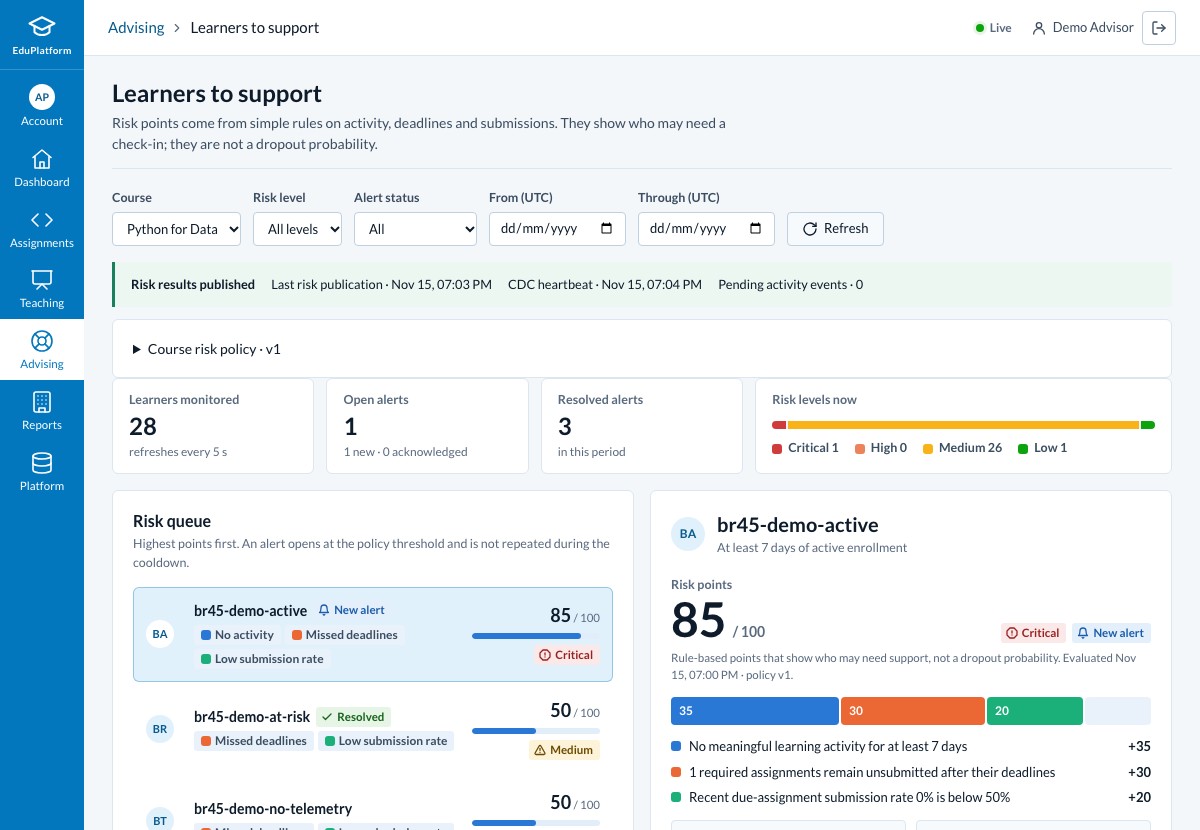 EduPlatform
AP
Account
Dashboard
Assignments
Teaching
Advising
Reports
Platform
Advising > Learners to support
Live
Demo Advisor
Learners to support
Risk points come from simple rules on activity, deadlines and submissions. They show who may need a
check-in; they are not a dropout probability.
Course
Risk level
Alert status
From (UTC)
Through (UTC)
Python for Data
All levels
All
dd/mm/yyyy
dd/mm/yyyy
Refresh
Risk results published Last risk publication · Nov 15, 07:03 PM CDC heartbeat · Nov 15, 07:04 PM Pending activity events · 0
Course risk policy · v1
Learners monitored
28
refreshes every 5 s
Open alerts
1
1 new · 0 acknowledged
Resolved alerts
3
in this period
Risk levels now
Critical 1 High 0 Medium 26 Low 1
Risk queue
Highest points first. An alert opens at the policy threshold and is not repeated during the
cooldown.
BA
br45-demo-active New alert
No activity Missed deadlines
Low submission rate
85 / 100
Critical
BR
br45-demo-at-risk Resolved
Missed deadlines Low submission rate
50 / 100
Medium
BT
br45-demo-no-telemetry
50 / 100
BA
br45-demo-active
At least 7 days of active enrollment
Risk points
85 / 100
Critical New alert
Rule-based points that show who may need support, not a dropout probability. Evaluated Nov
15, 07:00 PM · policy v1.
35 30 20
No meaningful learning activity for at least 7 days +35
1 required assignments remain unsubmitted after their deadlines +30
Recent due-assignment submission rate 0% is below 50% +20